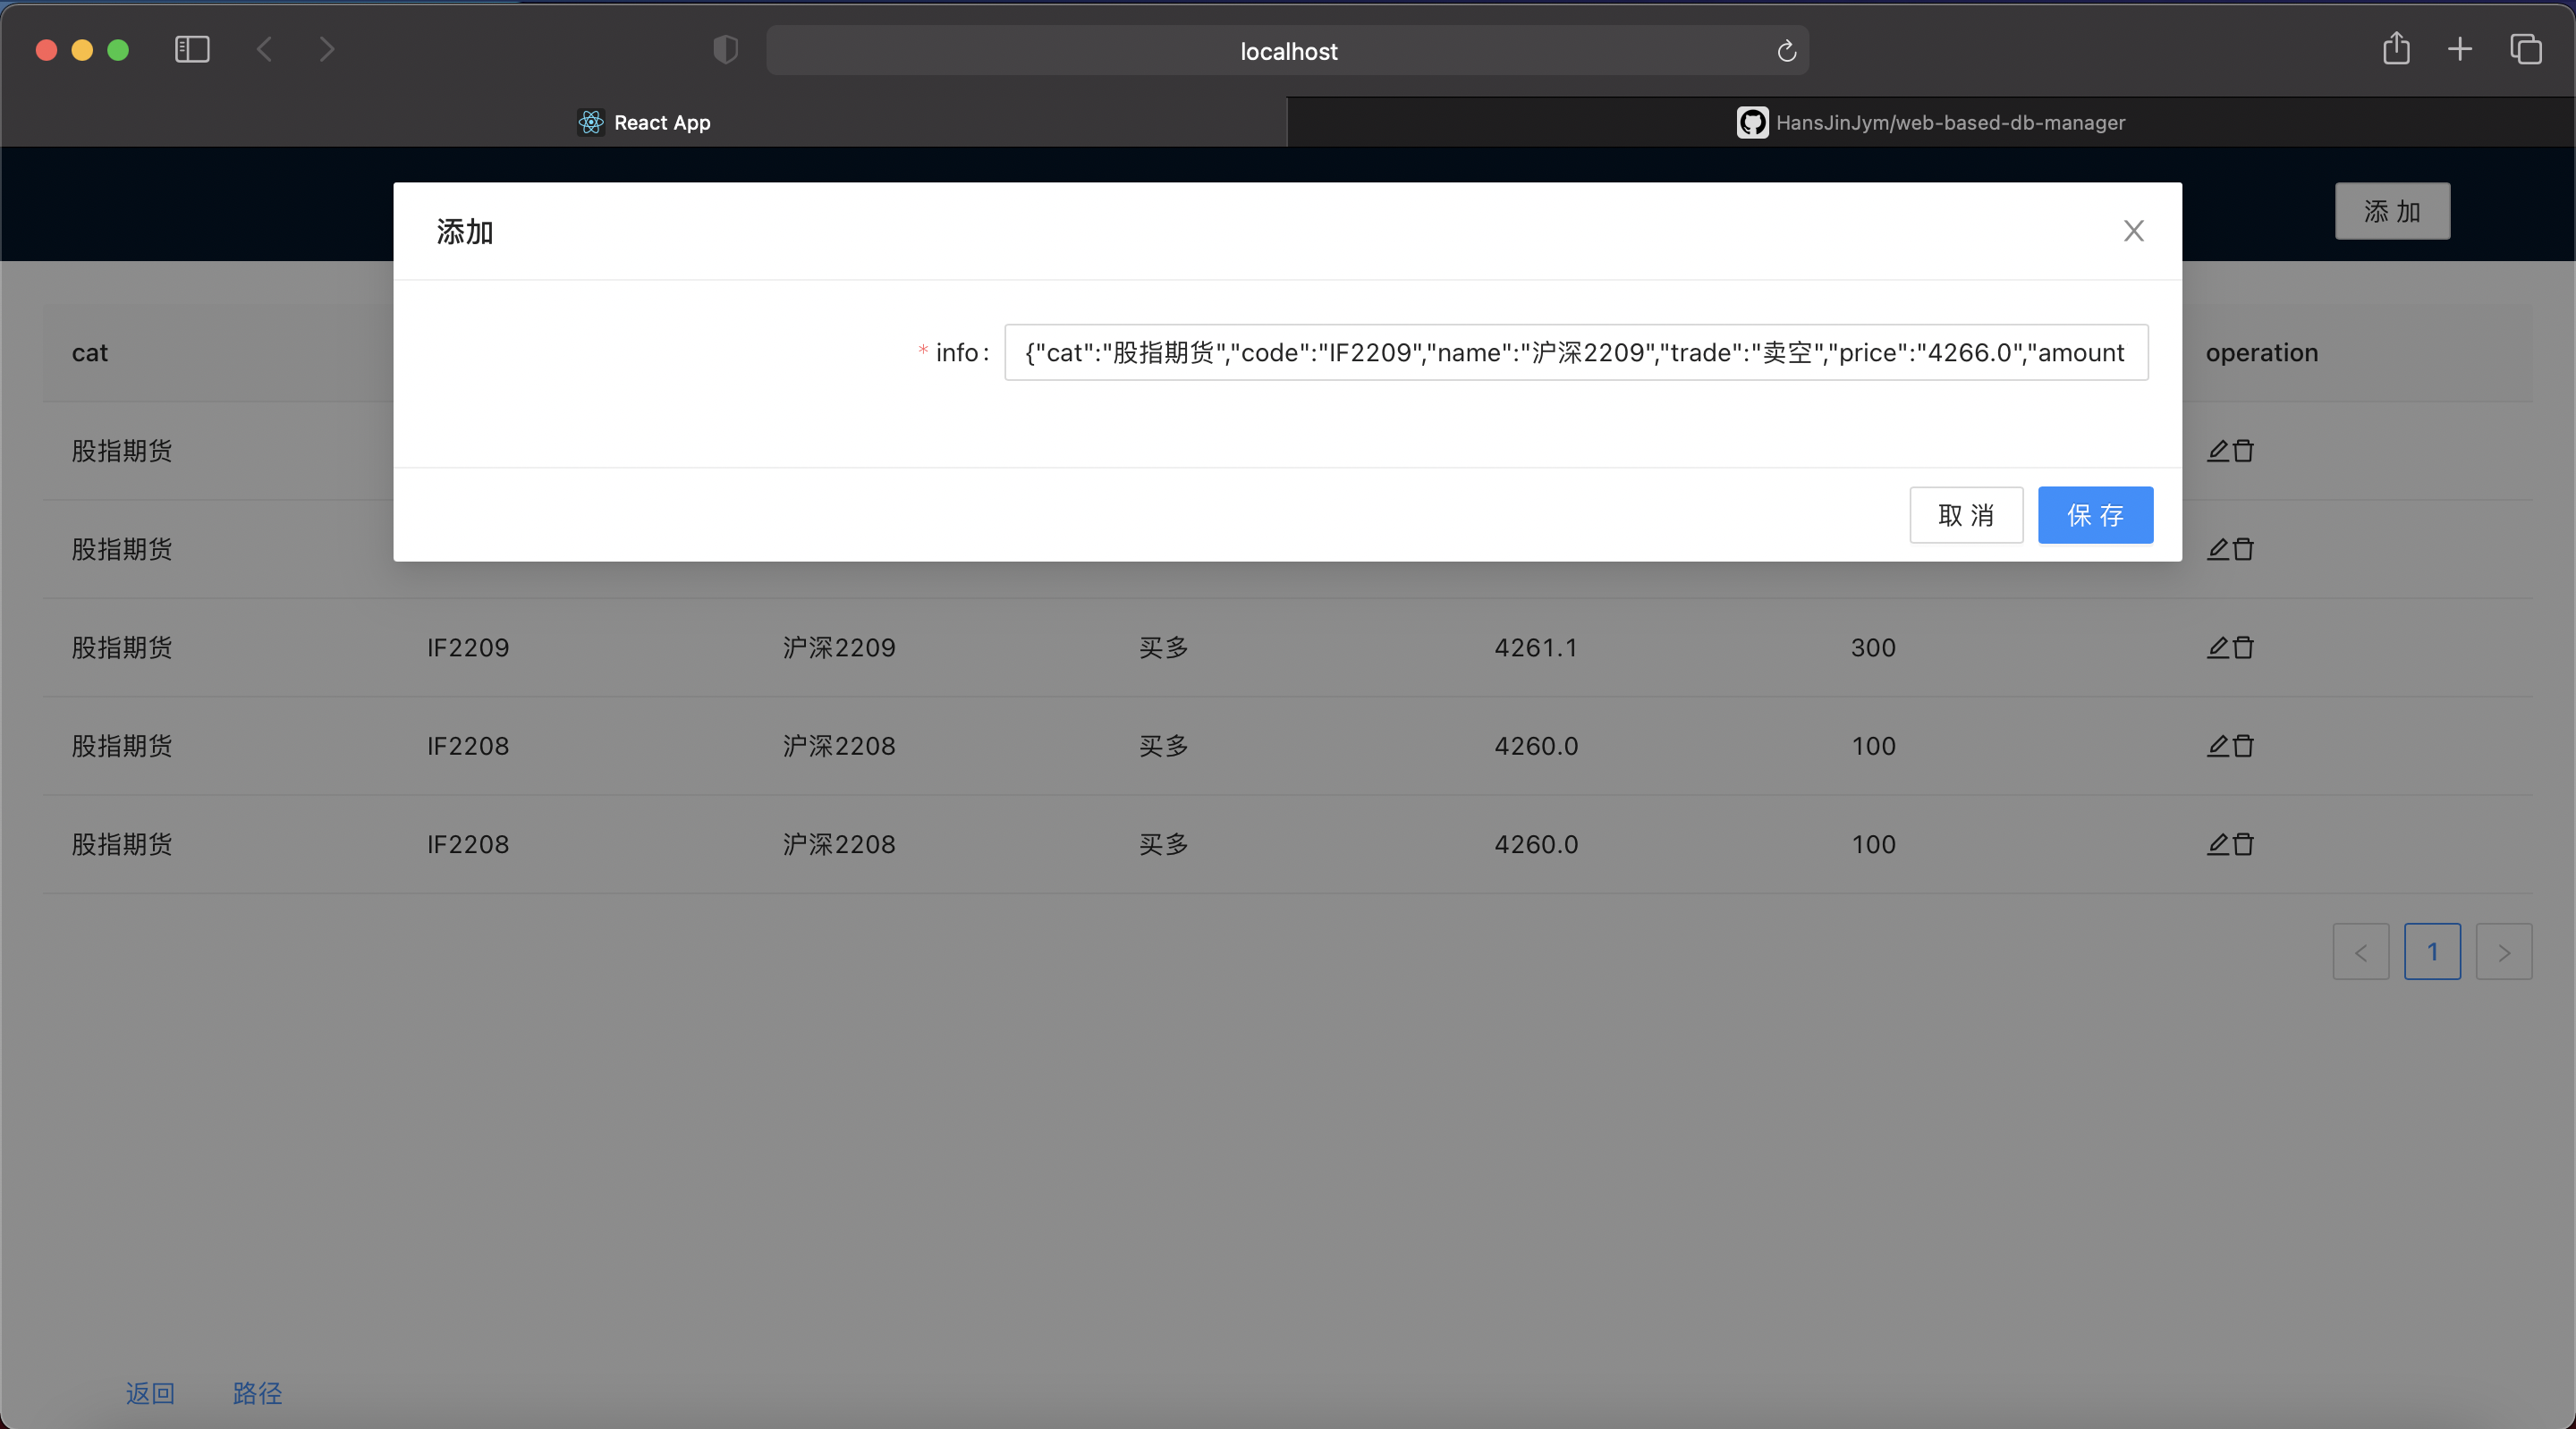 localhost
React App
HansJinJym/web-based-db-manager
添加
添加
* info:
{"cat":"股指期货","code":"IF2209","name":"沪深2209","trade":"卖空","price":"4266.0","amount
取消 保存
cat operation
股指期货
股指期货
股指期货 IF2209 沪深2209 买多 4261.1 300
股指期货 IF2208 沪深2208 买多 4260.0 100
股指期货 IF2208 沪深2208 买多 4260.0 100
< 1 >
返回 路径